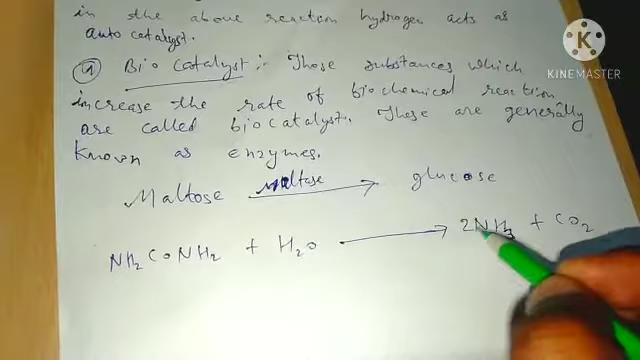 in the above reaction hydrogen acts as
auto catalyst.
④ Bio Catalyst :- Those substances which
increase the rate of biochemical reaction
are called biocatalyst. These are generally
known as enzymes.
Maltose maltase → glucose
NH₂CONH₂ + H₂O → 2NH₃ + CO₂
K
KINEMASTER